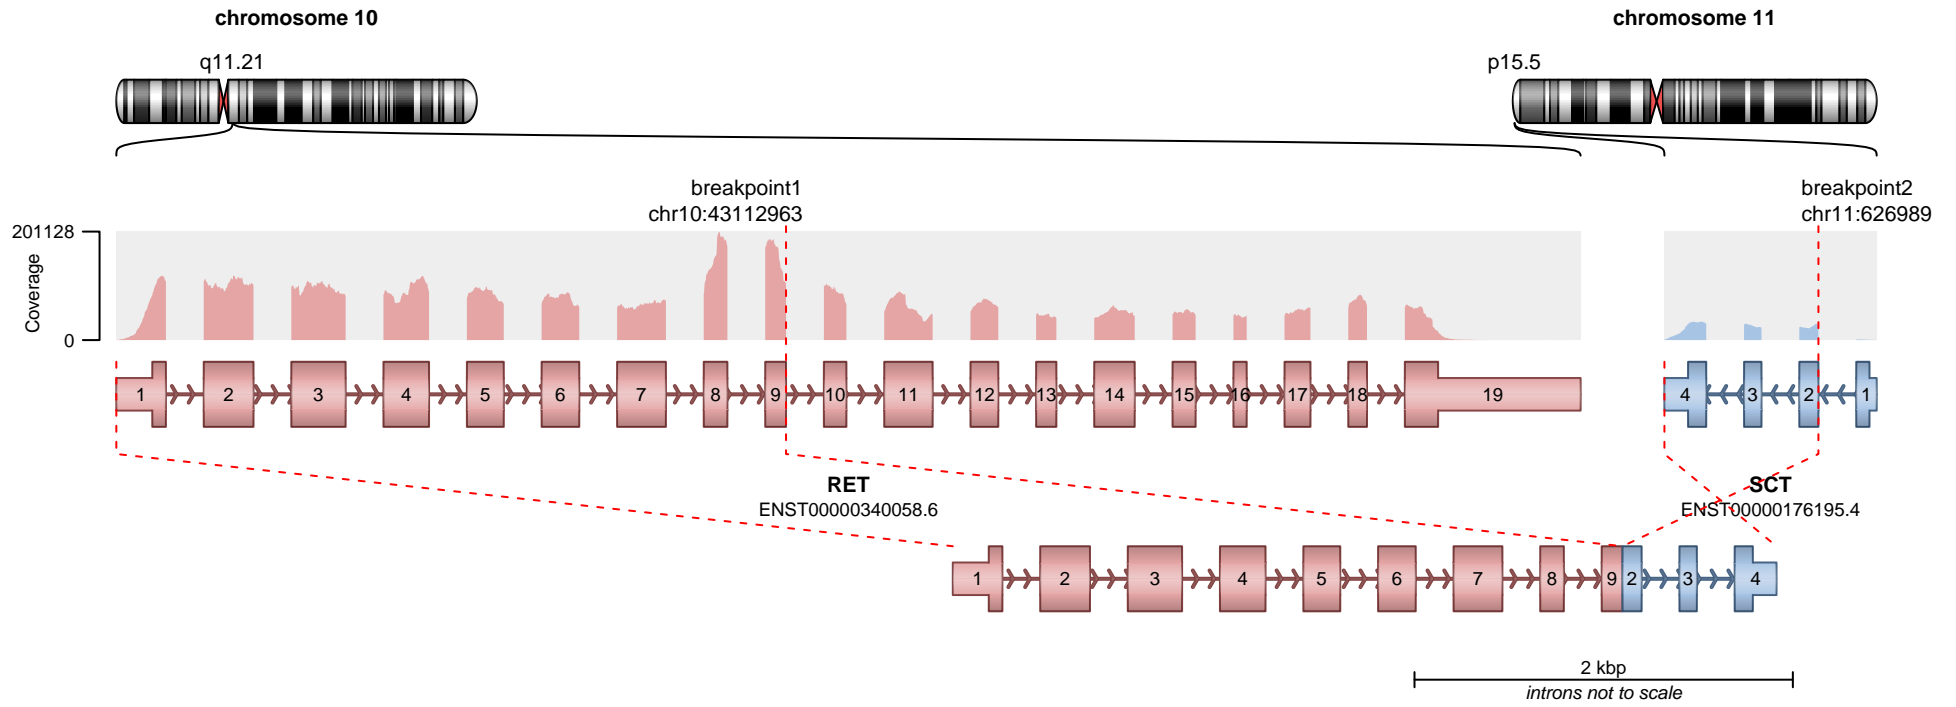 chromosome 10
chromosome 11
q11.21
p15.5
breakpoint1
chr10:43112963
breakpoint2
chr11:626989
201128
Coverage
0
1 2 3 4 5 6 7 8 9 10 11 12 13 14 15 16 17 18 19
4 3 2 1
RET
ENST00000340058.6
SCT
ENST00000176195.4
1 2 3 4 5 6 7 8 9 2 3 4
2 kbp
introns not to scale